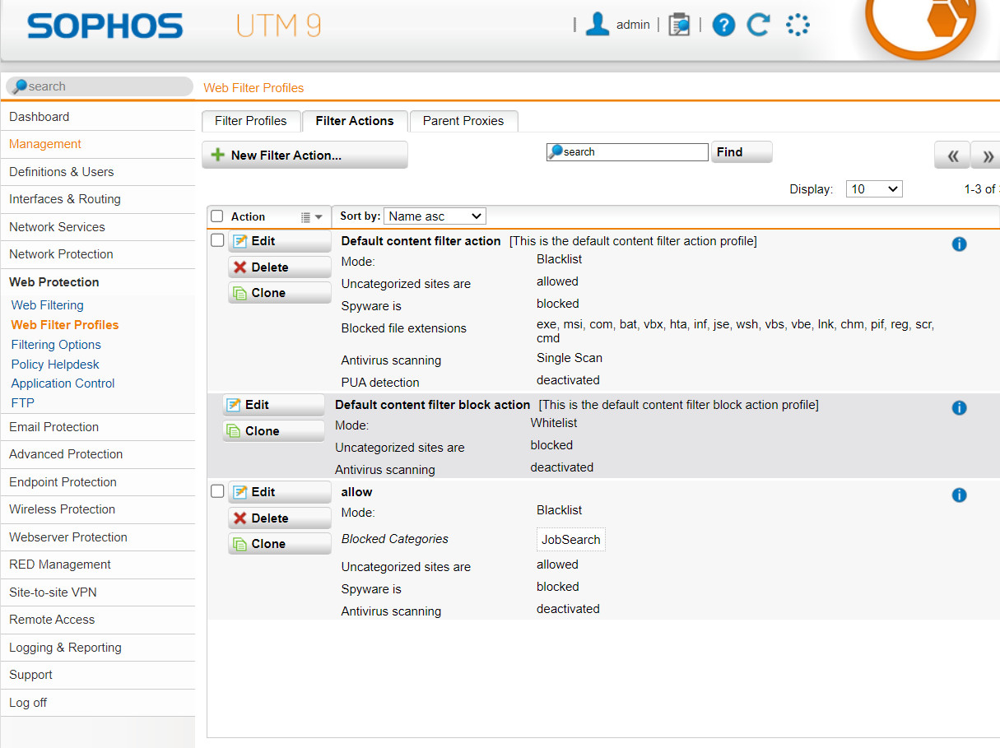 SOPHOS UTM 9 | admin | | ?
search Web Filter Profiles
Dashboard
Management
Definitions & Users
Interfaces & Routing
Network Services
Network Protection
Web Protection
Web Filtering
Web Filter Profiles
Filtering Options
Policy Helpdesk
Application Control
FTP
Email Protection
Advanced Protection
Endpoint Protection
Wireless Protection
Webserver Protection
RED Management
Site-to-site VPN
Remote Access
Logging & Reporting
Support
Log off
Filter Profiles Filter Actions Parent Proxies
New Filter Action... search Find « »
Display: 10 1-3 of
Action Sort by: Name asc
Edit Default content filter action [This is the default content filter action profile] i
Mode: Blacklist
Delete
Uncategorized sites are allowed
Clone
Spyware is blocked
Blocked file extensions exe, msi, com, bat, vbx, hta, inf, jse, wsh, vbs, vbe, lnk, chm, pif, reg, scr,
cmd
Antivirus scanning Single Scan
PUA detection deactivated
Edit Default content filter block action [This is the default content filter block action profile] i
Mode: Whitelist
Clone
Uncategorized sites are blocked
Antivirus scanning deactivated
Edit allow i
Mode: Blacklist
Delete
Blocked Categories JobSearch
Clone
Uncategorized sites are allowed
Spyware is blocked
Antivirus scanning deactivated